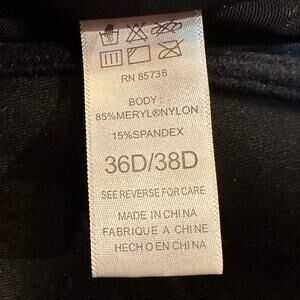 RN 85736
BODY :
85%MERYL®NYLON
15%SPANDEX
36D/38D
SEE REVERSE FOR CARE
MADE IN CHINA
FABRIQUE A CHINE
HECHO EN CHINA